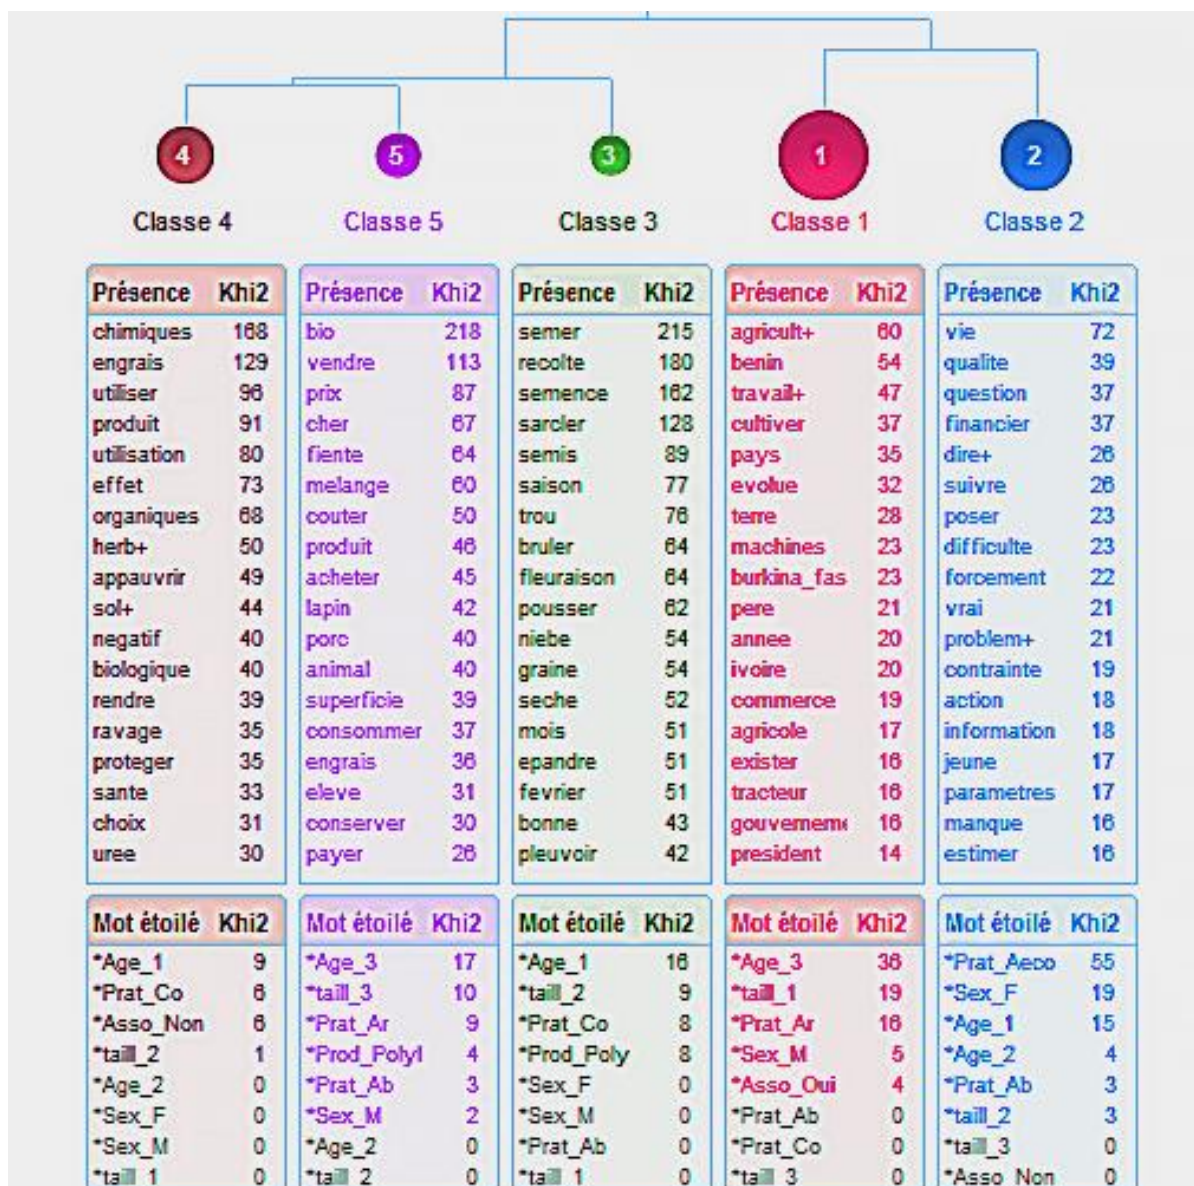 4 5 3 1 2
Classe 4 Classe 5 Classe 3 Classe 1 Classe 2
Présence Khi2 Présence Khi2 Présence Khi2 Présence Khi2 Présence Khi2
chimiques 168 bio 218 semer 215 agricult+ 60 vie 72
engrais 129 vendre 113 recolte 180 benin 54 qualite 39
utiliser 96 prix 87 semence 162 travail+ 47 question 37
produit 91 cher 67 sarcler 128 cultiver 37 financier 37
utilisation 80 fiente 64 semis 89 pays 35 dire+ 26
effet 73 melange 60 saison 77 evolue 32 suivre 26
organiques 68 couter 50 trou 76 terre 28 poser 23
herb+ 50 produit 46 bruler 64 machines 23 difficulte 23
appauvrir 49 acheter 45 fleuraison 64 burkina_fas 23 forcement 22
sol+ 44 lapin 42 pousser 62 pere 21 vrai 21
negatif 40 porc 40 niebe 54 annee 20 problem+ 21
biologique 40 animal 40 graine 54 ivoire 20 contrainte 19
rendre 39 superficie 39 seche 52 commerce 19 action 18
ravage 35 consommer 37 mois 51 agricole 17 information 18
proteger 35 engrais 36 epandre 51 exister 16 jeune 17
sante 33 eleve 31 fevrier 51 tracteur 16 parametres 17
choix 31 conserver 30 bonne 43 gouverneme 16 manque 16
uree 30 payer 26 pleuvoir 42 president 14 estimer 16
Mot étoilé Khi2 Mot étoilé Khi2 Mot étoilé Khi2 Mot étoilé Khi2 Mot étoilé Khi2
*Age_1 9 *Age_3 17 *Age_1 16 *Age_3 36 *Prat_Aeco 55
*Prat_Co 6 *taill_3 10 *taill_2 9 *taill_1 19 *Sex_F 19
*Asso_Non 6 *Prat_Ar 9 *Prat_Co 8 *Prat_Ar 16 *Age_1 15
*taill_2 1 *Prod_Polyl 4 *Prod_Poly 8 *Sex_M 5 *Age_2 4
*Age_2 0 *Prat_Ab 3 *Sex_F 0 *Asso_Oui 4 *Prat_Ab 3
*Sex_F 0 *Sex_M 2 *Sex_M 0 *Prat_Ab 0 *taill_2 3
*Sex_M 0 *Age_2 0 *Prat_Ab 0 *Prat_Co 0 *taill_3 0
*taill_1 0 *taill_2 0 *taill_1 0 *taill_3 0 *Asso_Non 0